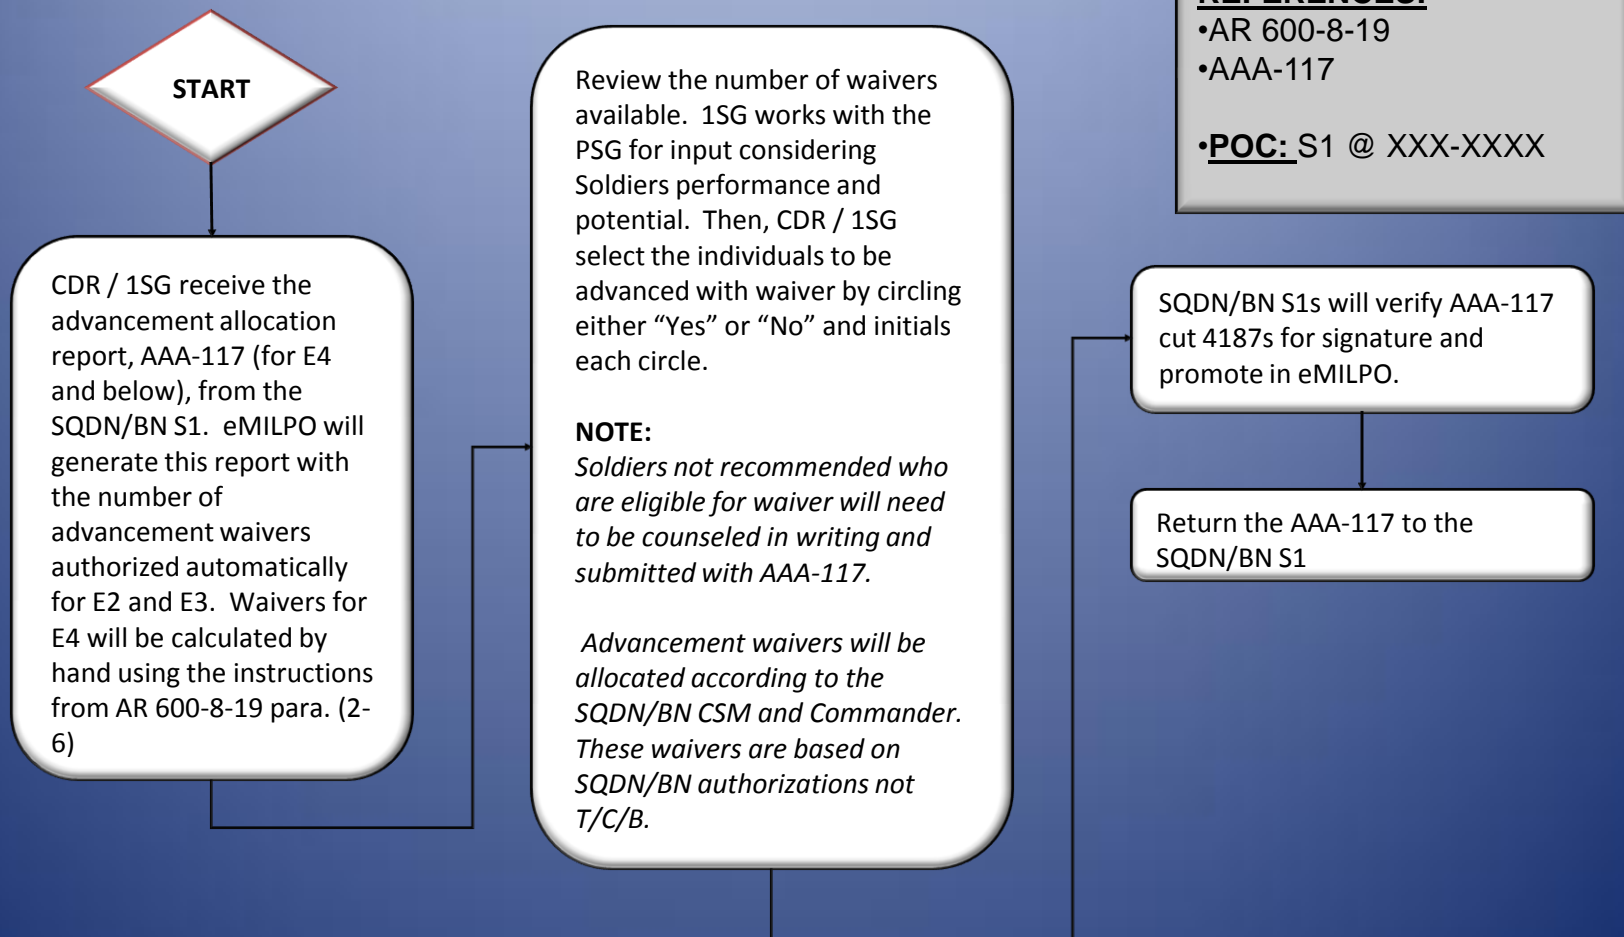 START
CDR / 1SG receive the
advancement allocation
report, AAA-117 (for E4
and below), from the
SQDN/BN S1.  eMILPO will
generate this report with
the number of
advancement waivers
authorized automatically
for E2 and E3.  Waivers for
E4 will be calculated by
hand using the instructions
from AR 600-8-19 para. (2-
6)
Review the number of waivers
available.  1SG works with the
PSG for input considering
Soldiers performance and
potential.  Then, CDR / 1SG
select the individuals to be
advanced with waiver by circling
either “Yes” or “No” and initials
each circle.
NOTE:
Soldiers not recommended who
are eligible for waiver will need
to be counseled in writing and
submitted with AAA-117.
Advancement waivers will be
allocated according to the
SQDN/BN CSM and Commander.
These waivers are based on
SQDN/BN authorizations not
T/C/B.
REFERENCES:
•AR 600-8-19
•AAA-117
•POC: S1 @ XXX-XXXX
SQDN/BN S1s will verify AAA-117
cut 4187s for signature and
promote in eMILPO.
Return the AAA-117 to the
SQDN/BN S1